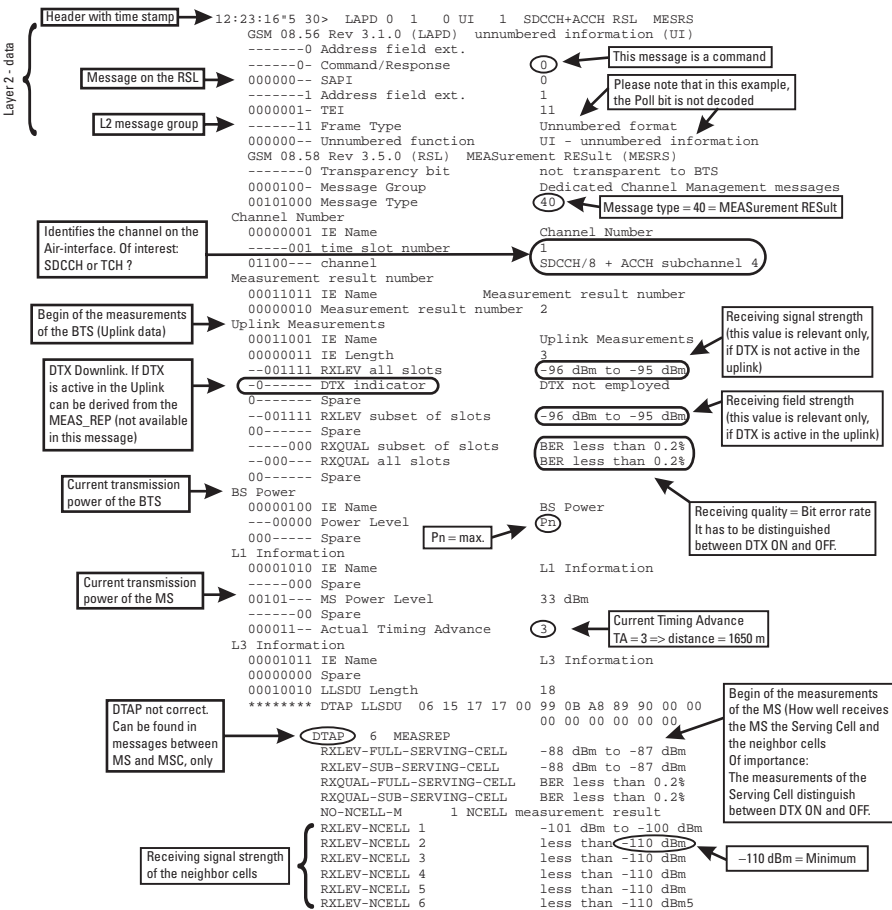 Header with time stamp
12:23:16"5 30> LAPD 0 1 0 UI 1 SDCCH+ACCH RSL MESRS
GSM 08.56 Rev 3.1.0 (LAPD) unnumbered information (UI)
-------0 Address field ext.
------0- Command/Response 0
This message is a command
Layer 2 - data
Message on the RSL
000000-- SAPI 0
-------1 Address field ext. 1
Please note that in this example,
the Poll bit is not decoded
0000001- TEI 11
L2 message group
------11 Frame Type Unnumbered format
000000-- Unnumbered function UI - unnumbered information
GSM 08.58 Rev 3.5.0 (RSL) MEASurement RESult (MESRS)
-------0 Transparency bit not transparent to BTS
0000100- Message Group Dedicated Channel Management messages
00101000 Message Type 40
Message type = 40 = MEASurement RESult
Channel Number
Identifies the channel on the
Air-interface. Of interest:
SDCCH or TCH ?
00000001 IE Name Channel Number
-----001 time slot number 1
01100--- channel SDCCH/8 + ACCH subchannel 4
Measurement result number
00011011 IE Name Measurement result number
00000010 Measurement result number 2
Begin of the measurements
of the BTS (Uplink data)
Uplink Measurements
00011001 IE Name Uplink Measurements
00000011 IE Length 3
Receiving signal strength
(this value is relevant only,
if DTX is not active in the
uplink)
--001111 RXLEV all slots -96 dBm to -95 dBm
DTX Downlink. If DTX
is active in the Uplink
can be derived from the
MEAS_REP (not available
in this message)
-0------ DTX indicator DTX not employed
0------- Spare
--001111 RXLEV subset of slots -96 dBm to -95 dBm
Receiving field strength
(this value is relevant only,
if DTX is active in the uplink)
00------ Spare
-----000 RXQUAL subset of slots BER less than 0.2%
--000--- RXQUAL all slots BER less than 0.2%
00------ Spare
Receiving quality = Bit error rate
It has to be distinguished
between DTX ON and OFF.
Current transmission
power of the BTS
BS Power
00000100 IE Name BS Power
---00000 Power Level Pn
Pn = max.
000----- Spare
L1 Information
00001010 IE Name L1 Information
-----000 Spare
Current transmission
power of the MS
00101--- MS Power Level 33 dBm
------00 Spare
000011-- Actual Timing Advance 3
Current Timing Advance
TA = 3 => distance = 1650 m
L3 Information
00001011 IE Name L3 Information
00000000 Spare
00010010 LLSDU Length 18
******** DTAP LLSDU 06 15 17 17 00 99 0B A8 89 90 00 00
00 00 00 00 00 00
DTAP not correct.
Can be found in
messages between
MS and MSC, only
DTAP 6 MEASREP
Begin of the measurements
of the MS (How well receives
the MS the Serving Cell and
the neighbor cells
Of importance:
The measurements of the
Serving Cell distinguish
between DTX ON and OFF.
RXLEV-FULL-SERVING-CELL -88 dBm to -87 dBm
RXLEV-SUB-SERVING-CELL -88 dBm to -87 dBm
RXQUAL-FULL-SERVING-CELL BER less than 0.2%
RXQUAL-SUB-SERVING-CELL BER less than 0.2%
NO-NCELL-M 1 NCELL measurement result
Receiving signal strength
of the neighbor cells
RXLEV-NCELL 1 -101 dBm to -100 dBm
RXLEV-NCELL 2 less than -110 dBm
−110 dBm = Minimum
RXLEV-NCELL 3 less than -110 dBm
RXLEV-NCELL 4 less than -110 dBm
RXLEV-NCELL 5 less than -110 dBm
RXLEV-NCELL 6 less than -110 dBm5